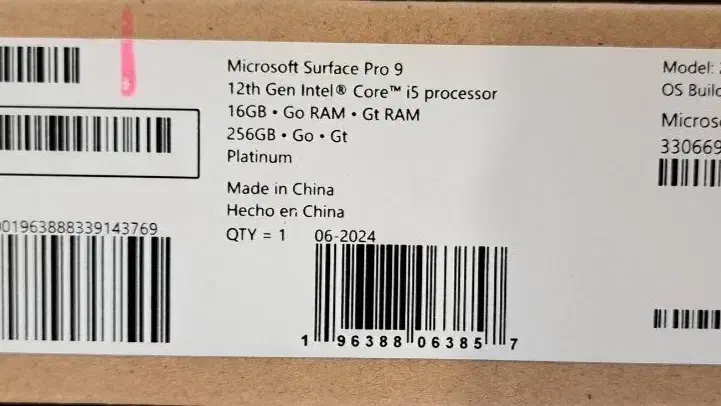 Microsoft Surface Pro 9
12th Gen Intel® Core™ i5 processor
16GB • Go RAM • Gt RAM
256GB • Go • Gt
Platinum
Made in China
Hecho en China
QTY = 1 06-2024
1 96388 06385 7
001963888339143769
Model:
OS Build
Micros
330669